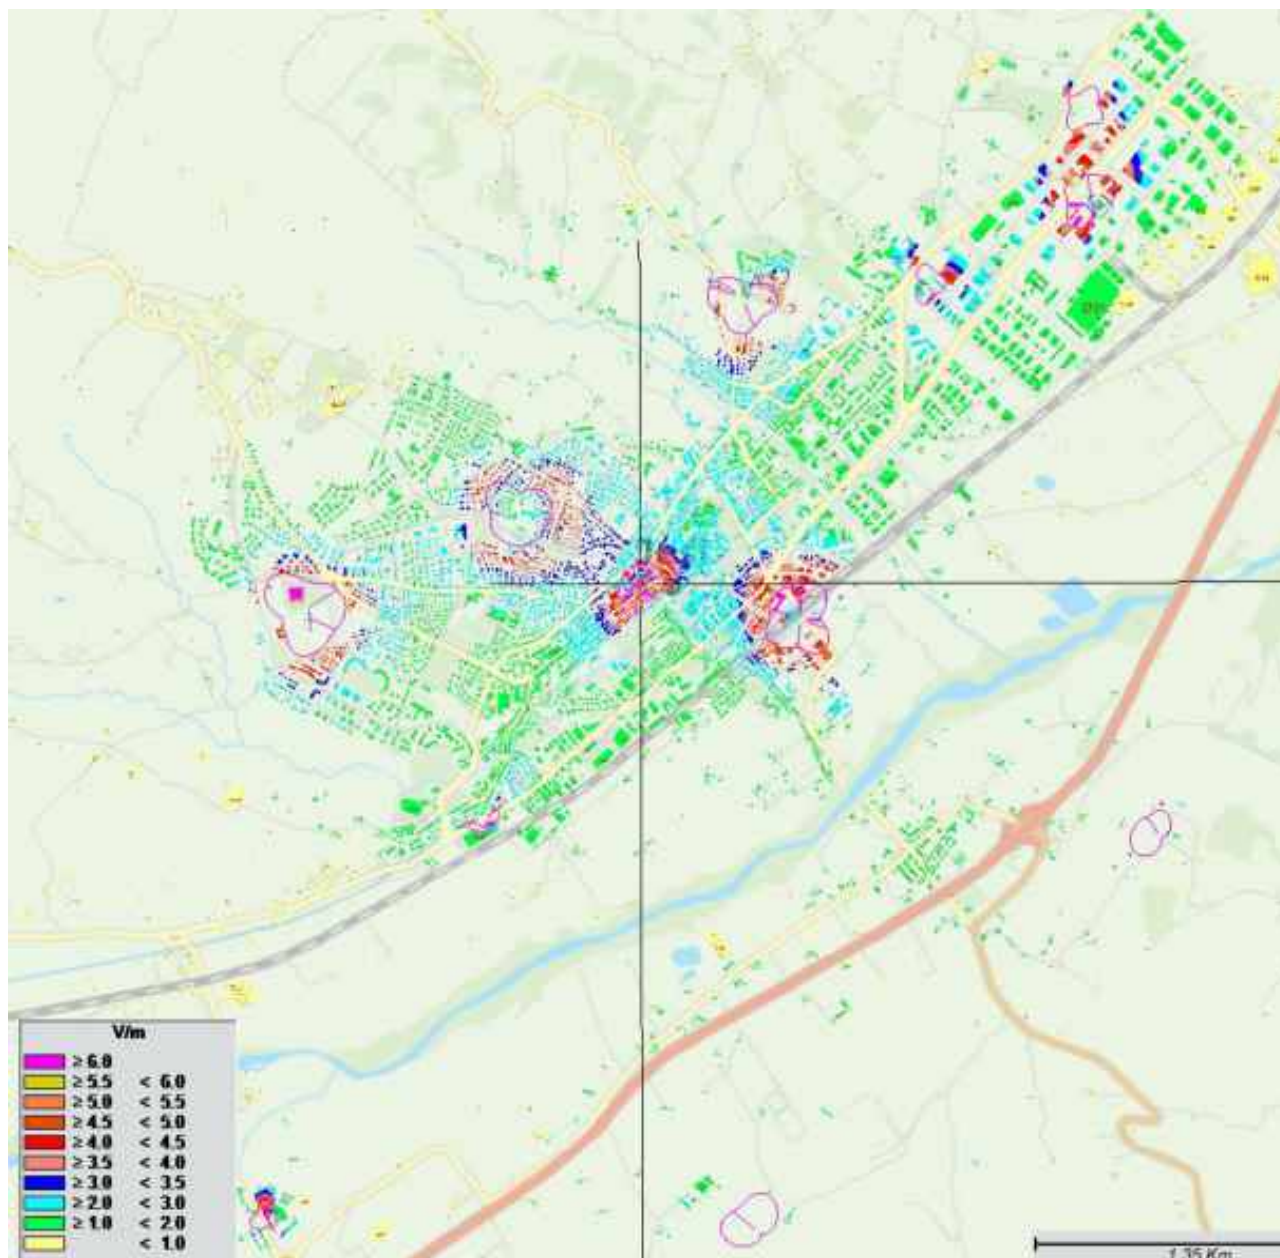 V/m
≥ 6.0
≥ 5.5 < 6.0
≥ 5.0 < 5.5
≥ 4.5 < 5.0
≥ 4.0 < 4.5
≥ 3.5 < 4.0
≥ 3.0 < 3.5
≥ 2.0 < 3.0
≥ 1.0 < 2.0
< 1.0
1.35 Km